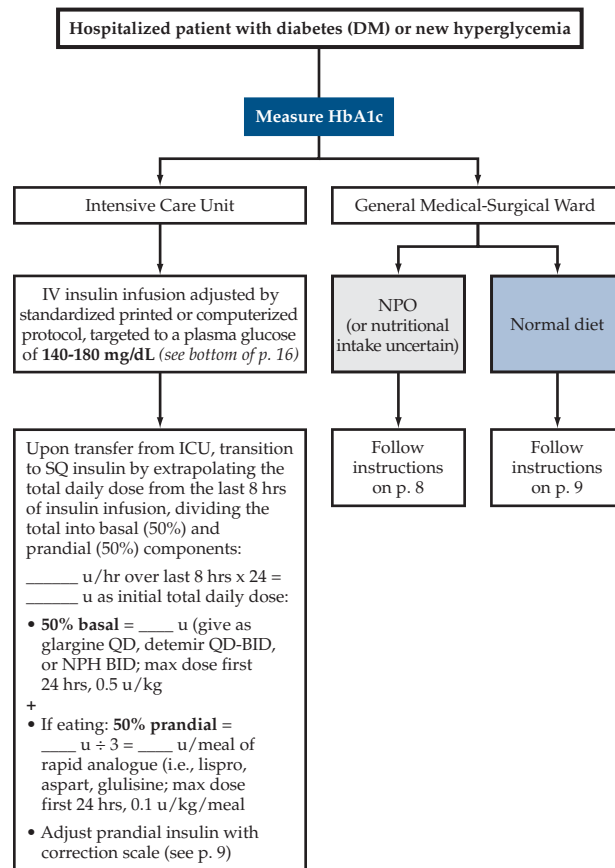 Hospitalized patient with diabetes (DM) or new hyperglycemia
Measure HbA1c
Intensive Care Unit
General Medical-Surgical Ward
IV insulin infusion adjusted by
standardized printed or computerized
protocol, targeted to a plasma glucose
of 140-180 mg/dL (see bottom of p. 16)
NPO
(or nutritional
intake uncertain)
Normal diet
Upon transfer from ICU, transition
to SQ insulin by extrapolating the
total daily dose from the last 8 hrs
of insulin infusion, dividing the
total into basal (50%) and
prandial (50%) components:
______ u/hr over last 8 hrs x 24 =
______ u as initial total daily dose:
• 50% basal = ____ u (give as
glargine QD, detemir QD-BID,
or NPH BID; max dose first
24 hrs, 0.5 u/kg
+
• If eating: 50% prandial =
____ u ÷ 3 = ____ u/meal of
rapid analogue (i.e., lispro,
aspart, glulisine; max dose
first 24 hrs, 0.1 u/kg/meal
• Adjust prandial insulin with
correction scale (see p. 9)
Follow
instructions
on p. 8
Follow
instructions
on p. 9